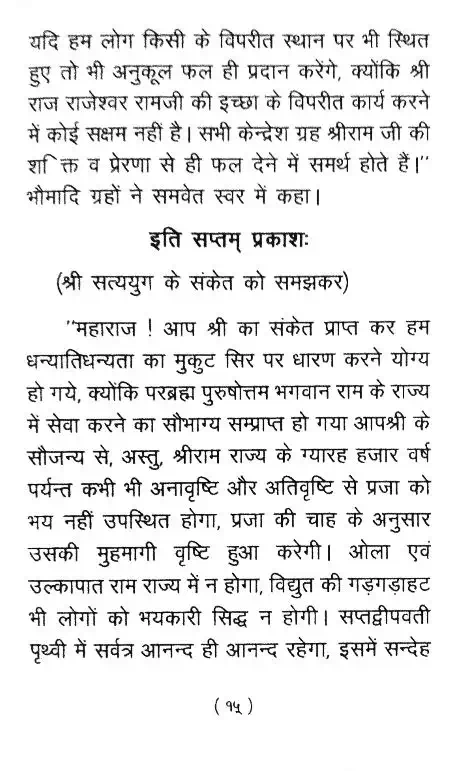 यदि हम लोग किसी के विपरीत स्थान पर भी स्थित
हुए तो भी अनुकूल फल ही प्रदान करेंगे, क्योंकि श्री
राज राजेश्वर रामजी की इच्छा के विपरीत कार्य करने
में कोई सक्षम नहीं है। सभी केन्द्रेश ग्रह श्रीराम जी की
श क्ति व प्रेरणा से ही फल देने में समर्थ होते हैं।"
भौमादि ग्रहों ने समवेत स्वर में कहा।
इति सप्तम् प्रकाशः
(श्री सत्ययुग के संकेत को समझकर)
"महाराज ! आप श्री का संकेत प्राप्त कर हम
धन्यातिधन्यता का मुकुट सिर पर धारण करने योग्य
हो गये, क्योंकि परब्रह्म पुरुषोत्तम भगवान राम के राज्य
में सेवा करने का सौभाग्य सम्प्राप्त हो गया आपश्री के
सौजन्य से, अस्तु, श्रीराम राज्य के ग्यारह हजार वर्ष
पर्यन्त कभी भी अनावृष्टि और अतिवृष्टि से प्रजा को
भय नहीं उपस्थित होगा, प्रजा की चाह के अनुसार
उसकी मुहमागी वृष्टि हुआ करेगी। ओला एवं
उल्कापात राम राज्य में न होगा, विद्युत की गड़गड़ाहट
भी लोगों को भयकारी सिद्ध न होगी। सप्तद्वीपवती
पृथ्वी में सर्वत्र आनन्द ही आनन्द रहेगा, इसमें सन्देह
( १५ )